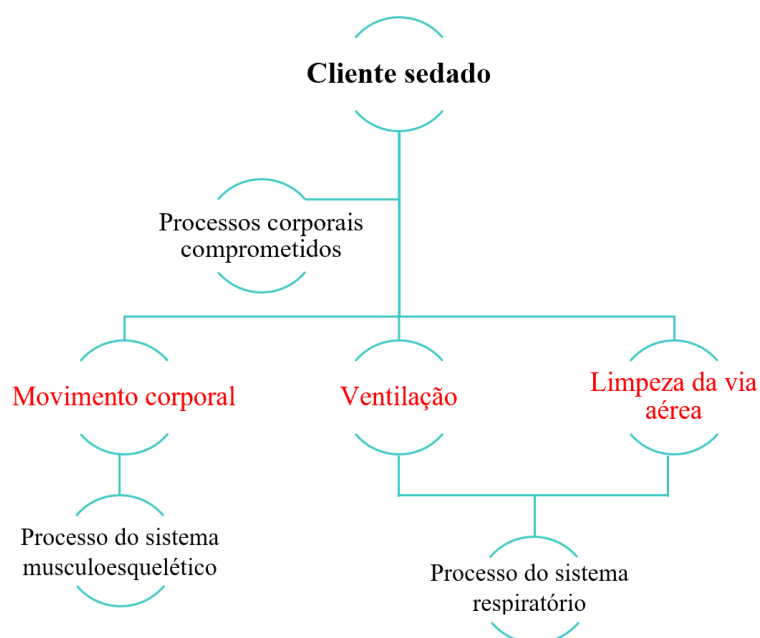 Cliente sedado
Processos corporais
comprometidos
Movimento corporal
Ventilação
Limpeza da via
aérea
Processo do sistema
musculoesquelético
Processo do sistema
respiratório